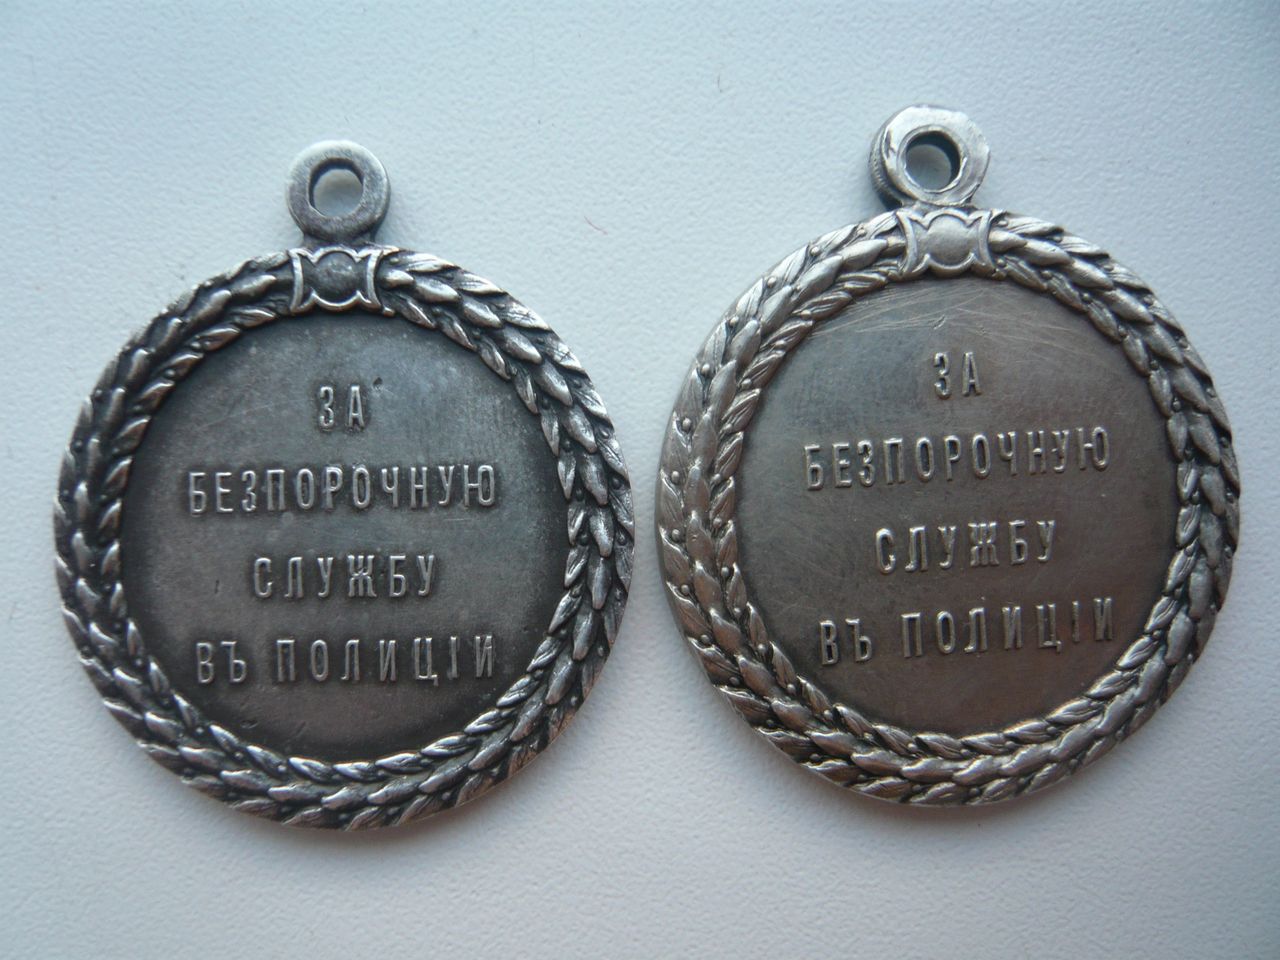 ЗА
БЕЗПОРОЧНУЮ
СЛУЖБУ
ВЪ ПОЛИЦІИ
ЗА
БЕЗПОРОЧНУЮ
СЛУЖБУ
ВЪ ПОЛИЦІИ